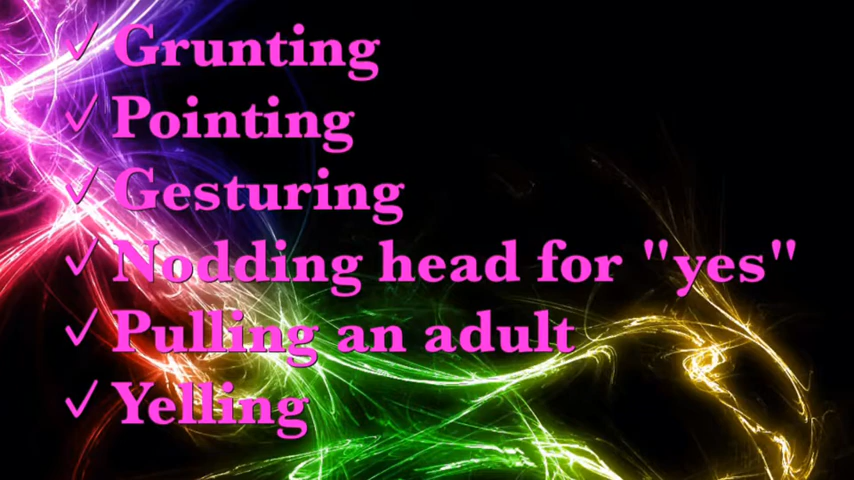 ✓ Grunting
✓ Pointing
✓ Gesturing
✓ Nodding head for "yes"
✓ Pulling an adult
✓ Yelling